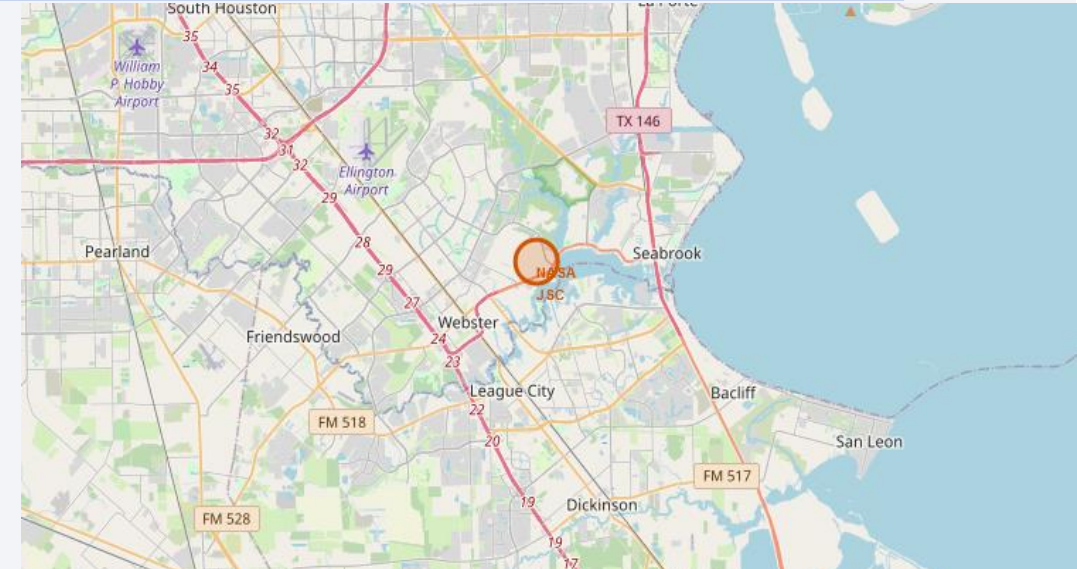 South Houston
La Porte
35
William
P. Hobby
Airport
34
35
TX 146
32
31
32
Ellington
Airport
29
Pearland
28
Seabrook
29
NASA
JSC
27
Webster
Friendswood
24
23
League City
Bacliff
22
FM 518
20
San Leon
FM 517
19
Dickinson
FM 528
19
17